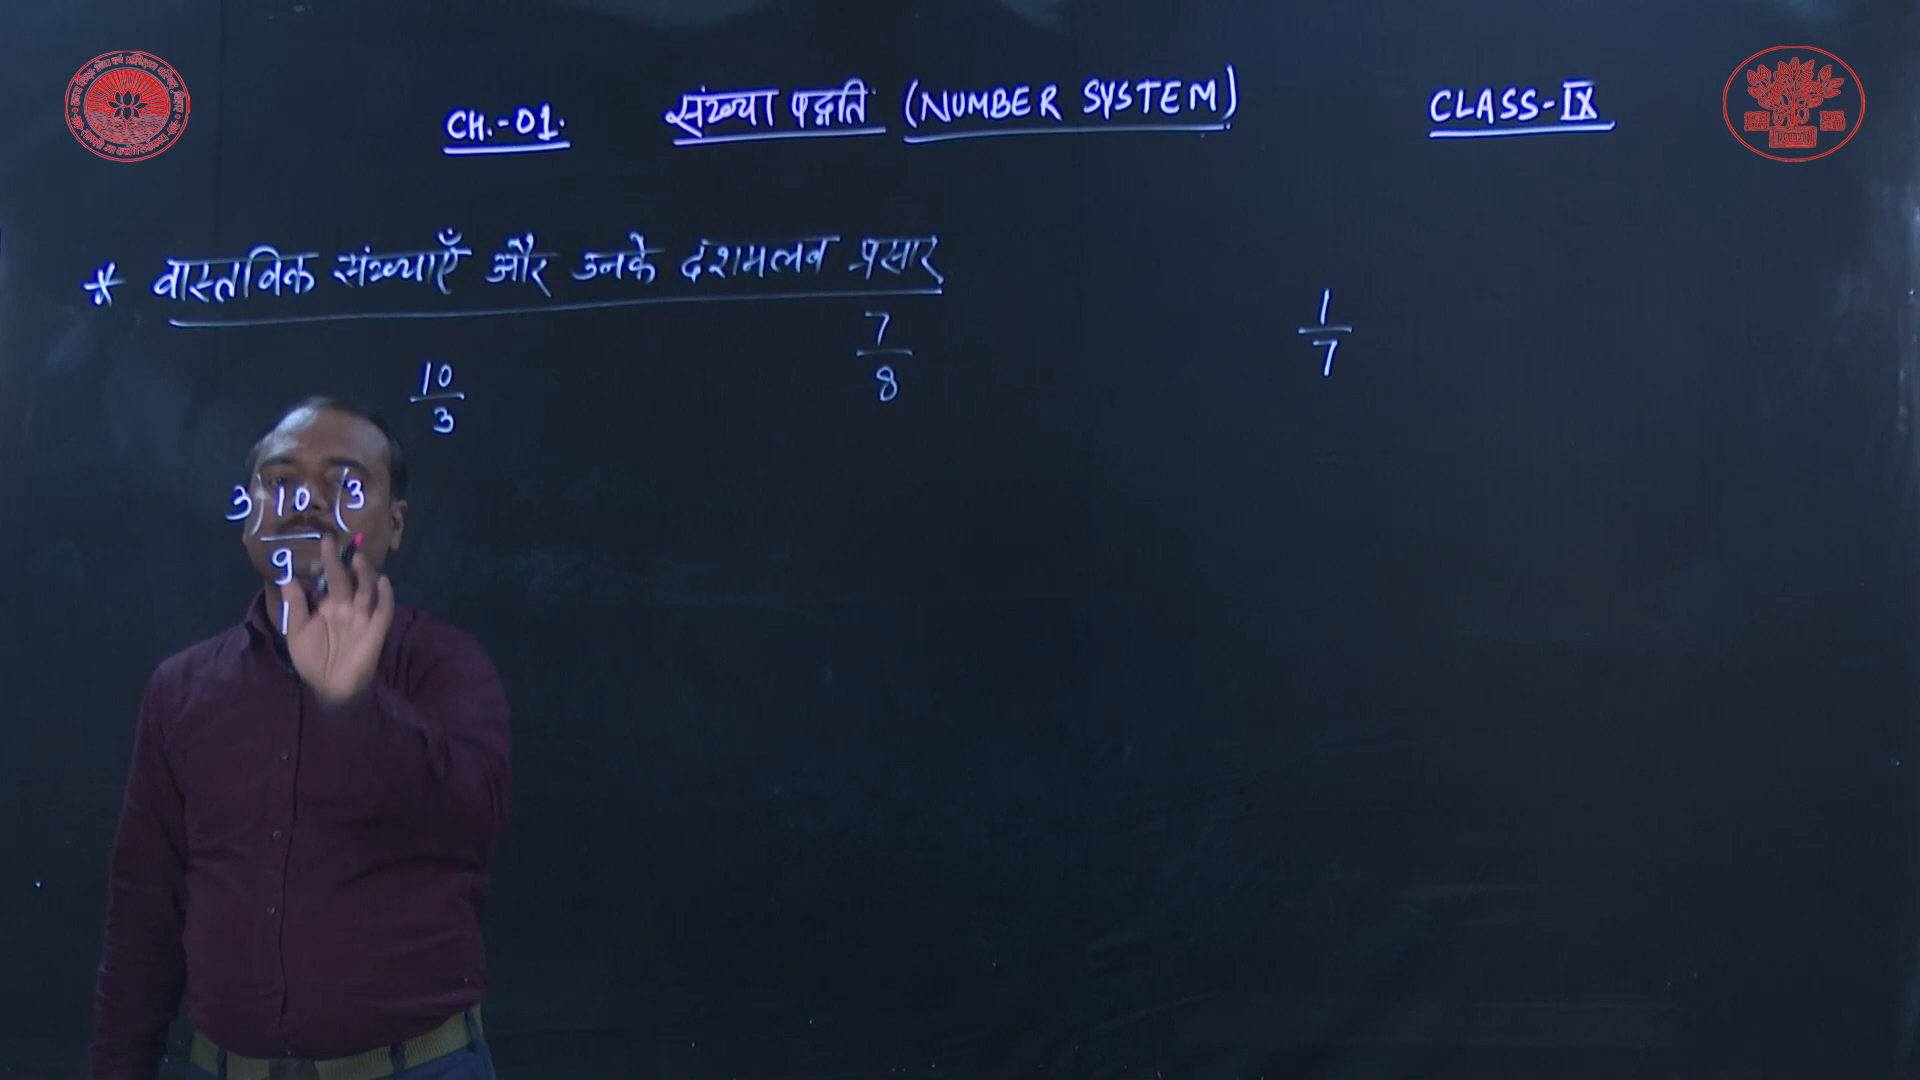 CH.-01. संख्या पद्धति (NUMBER SYSTEM) CLASS-IX
* वास्तविक संख्याएँ और उनके दशमलव प्रसार
10/3 7/8 1/7
3)10(3
9
1